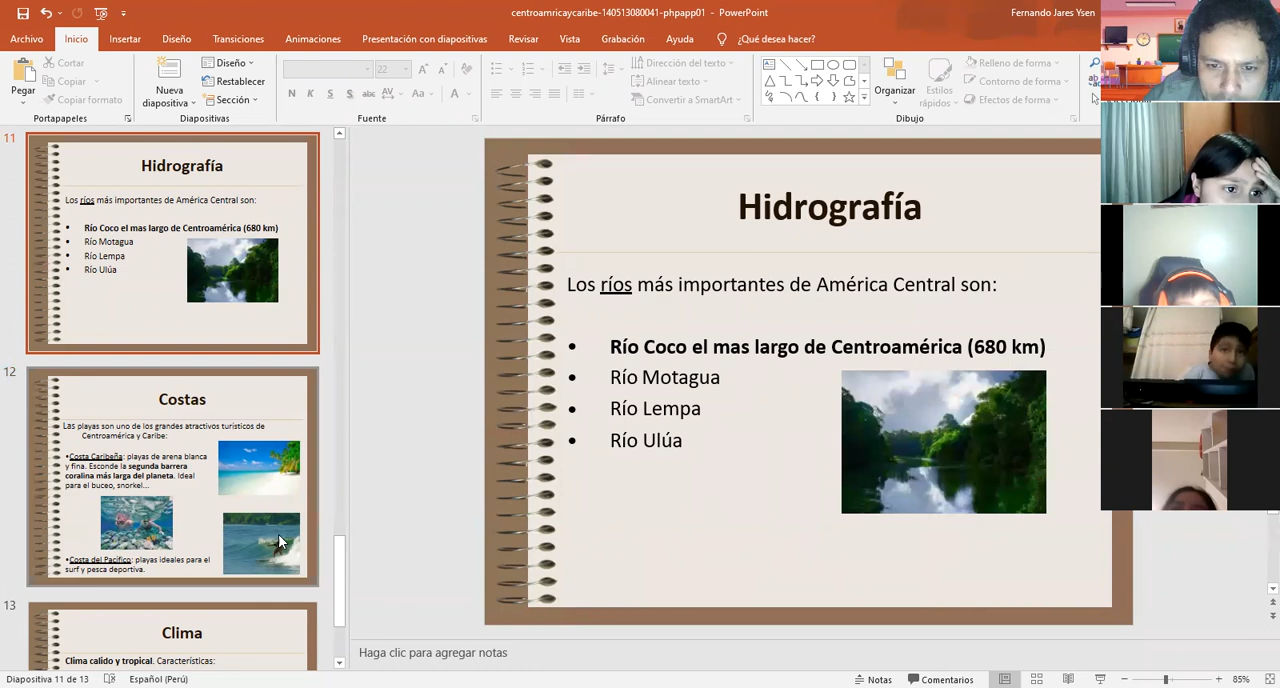 centroamricaycaribe-140513080041-phpapp01 - PowerPoint
Fernando Jares Ysen
Archivo Inicio Insertar Diseño Transiciones Animaciones Presentación con diapositivas Revisar Vista Grabación Ayuda ¿Qué desea hacer?
Pegar
Cortar
Copiar
Copiar formato
Portapapeles
Nueva
diapositiva
Diseño
Restablecer
Sección
Diapositivas
22
N K S S abc AV Aa A
Fuente
Dirección del texto
Alinear texto
Convertir a SmartArt
Párrafo
Organizar
Estilos
rápidos
Relleno de forma
Contorno de forma
Efectos de forma
Dibujo
11
Hidrografía
Los ríos más importantes de América Central son:
• Río Coco el mas largo de Centroamérica (680 km)
• Río Motagua
• Río Lempa
• Río Ulúa
12
Costas
Las playas son uno de los grandes atractivos turísticos de
Centroamérica y Caribe:
•Costa Caribeña: playas de arena blanca
y fina. Esconde la segunda barrera
coralina más larga del planeta. Ideal
para el buceo, snorkel...
•Costa del Pacífico: playas ideales para el
surf y pesca deportiva.
13
Clima
Clima calido y tropical. Características:
Hidrografía
Los ríos más importantes de América Central son:
• Río Coco el mas largo de Centroamérica (680 km)
• Río Motagua
• Río Lempa
• Río Ulúa
Haga clic para agregar notas
Diapositiva 11 de 13 Español (Perú) Notas Comentarios 85%